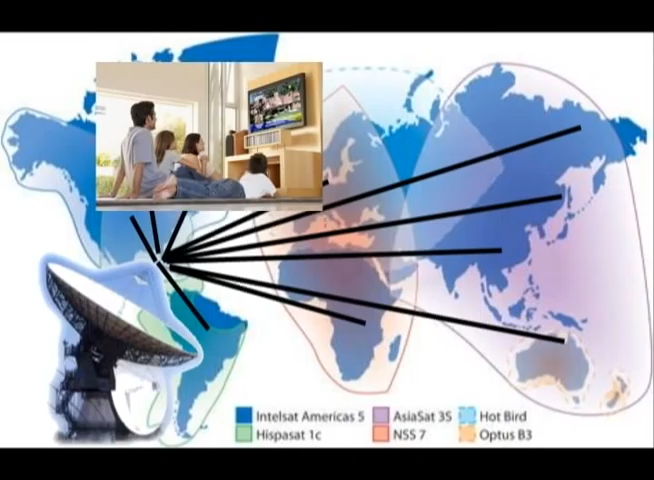 Intelsat Americas 5
AsiaSat 3S
Hot Bird
Hispasat 1c
NSS 7
Optus B3